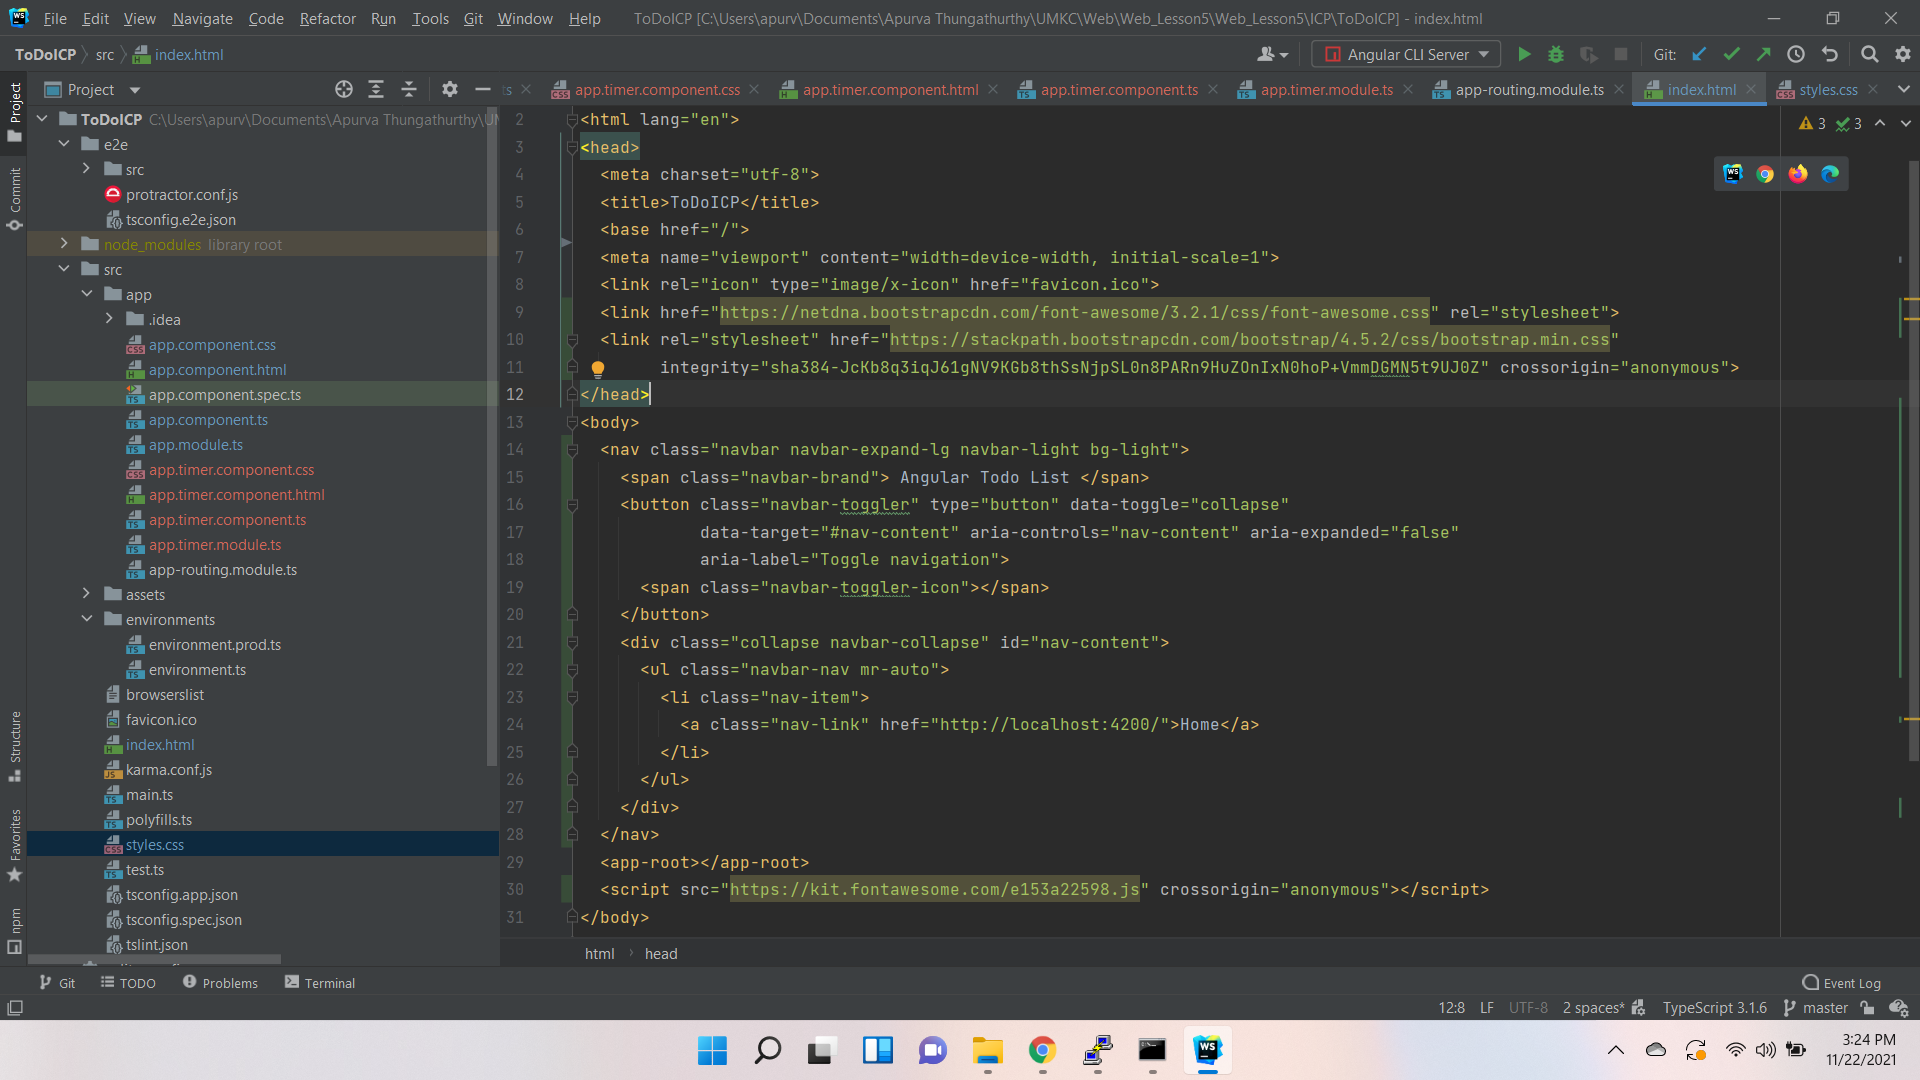 File Edit View Navigate Code Refactor Run Tools Git Window Help ToDoICP [C:\Users\apurv\Documents\Apurva Thungathurthy\UMKC\Web\Web_Lesson5\Web_Lesson5\ICP\ToDoICP] - index.html
ToDoICP src index.html Angular CLI Server Git:
Project ts app.timer.component.css app.timer.component.html app.timer.component.ts app.timer.module.ts app-routing.module.ts index.html styles.css
Project
Commit
Structure
Favorites
npm
ToDoICP C:\Users\apurv\Documents\Apurva Thungathurthy\UM
e2e
src
protractor.conf.js
tsconfig.e2e.json
node_modules library root
src
app
.idea
app.component.css
app.component.html
app.component.spec.ts
app.component.ts
app.module.ts
app.timer.component.css
app.timer.component.html
app.timer.component.ts
app.timer.module.ts
app-routing.module.ts
assets
environments
environment.prod.ts
environment.ts
browserslist
favicon.ico
index.html
karma.conf.js
main.ts
polyfills.ts
styles.css
test.ts
tsconfig.app.json
tsconfig.spec.json
tslint.json
3 3
2 <html lang="en">
3 <head>
4 <meta charset="utf-8">
5 <title>ToDoICP</title>
6 <base href="/">
7 <meta name="viewport" content="width=device-width, initial-scale=1">
8 <link rel="icon" type="image/x-icon" href="favicon.ico">
9 <link href="https://netdna.bootstrapcdn.com/font-awesome/3.2.1/css/font-awesome.css" rel="stylesheet">
10 <link rel="stylesheet" href="https://stackpath.bootstrapcdn.com/bootstrap/4.5.2/css/bootstrap.min.css"
11 integrity="sha384-JcKb8q3iqJ61gNV9KGb8thSsNjpSL0n8PARn9HuZOnIxN0hoP+VmmDGMN5t9UJ0Z" crossorigin="anonymous">
12 </head>
13 <body>
14 <nav class="navbar navbar-expand-lg navbar-light bg-light">
15 <span class="navbar-brand"> Angular Todo List </span>
16 <button class="navbar-toggler" type="button" data-toggle="collapse"
17 data-target="#nav-content" aria-controls="nav-content" aria-expanded="false"
18 aria-label="Toggle navigation">
19 <span class="navbar-toggler-icon"></span>
20 </button>
21 <div class="collapse navbar-collapse" id="nav-content">
22 <ul class="navbar-nav mr-auto">
23 <li class="nav-item">
24 <a class="nav-link" href="http://localhost:4200/">Home</a>
25 </li>
26 </ul>
27 </div>
28 </nav>
29 <app-root></app-root>
30 <script src="https://kit.fontawesome.com/e153a22598.js" crossorigin="anonymous"></script>
31 </body>
html head
Git TODO Problems Terminal Event Log
12:8 LF UTF-8 2 spaces* TypeScript 3.1.6 master
3:24 PM
11/22/2021